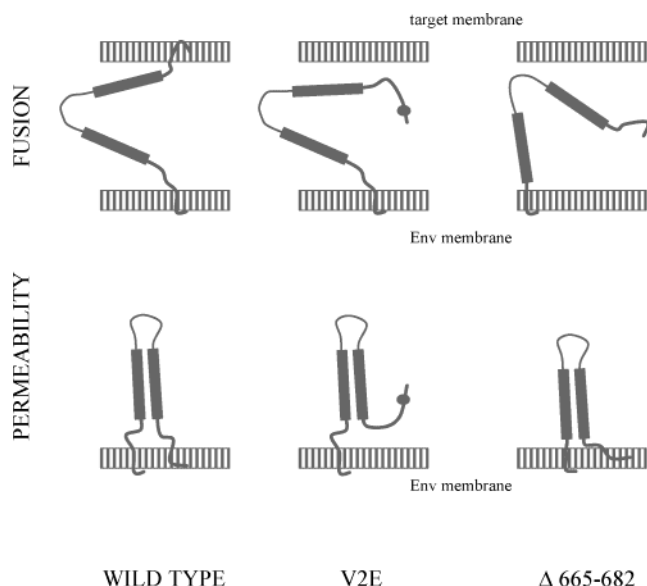 target membrane
FUSION
Env membrane
PERMEABILITY
Env membrane
WILD TYPE V2E Δ 665-682